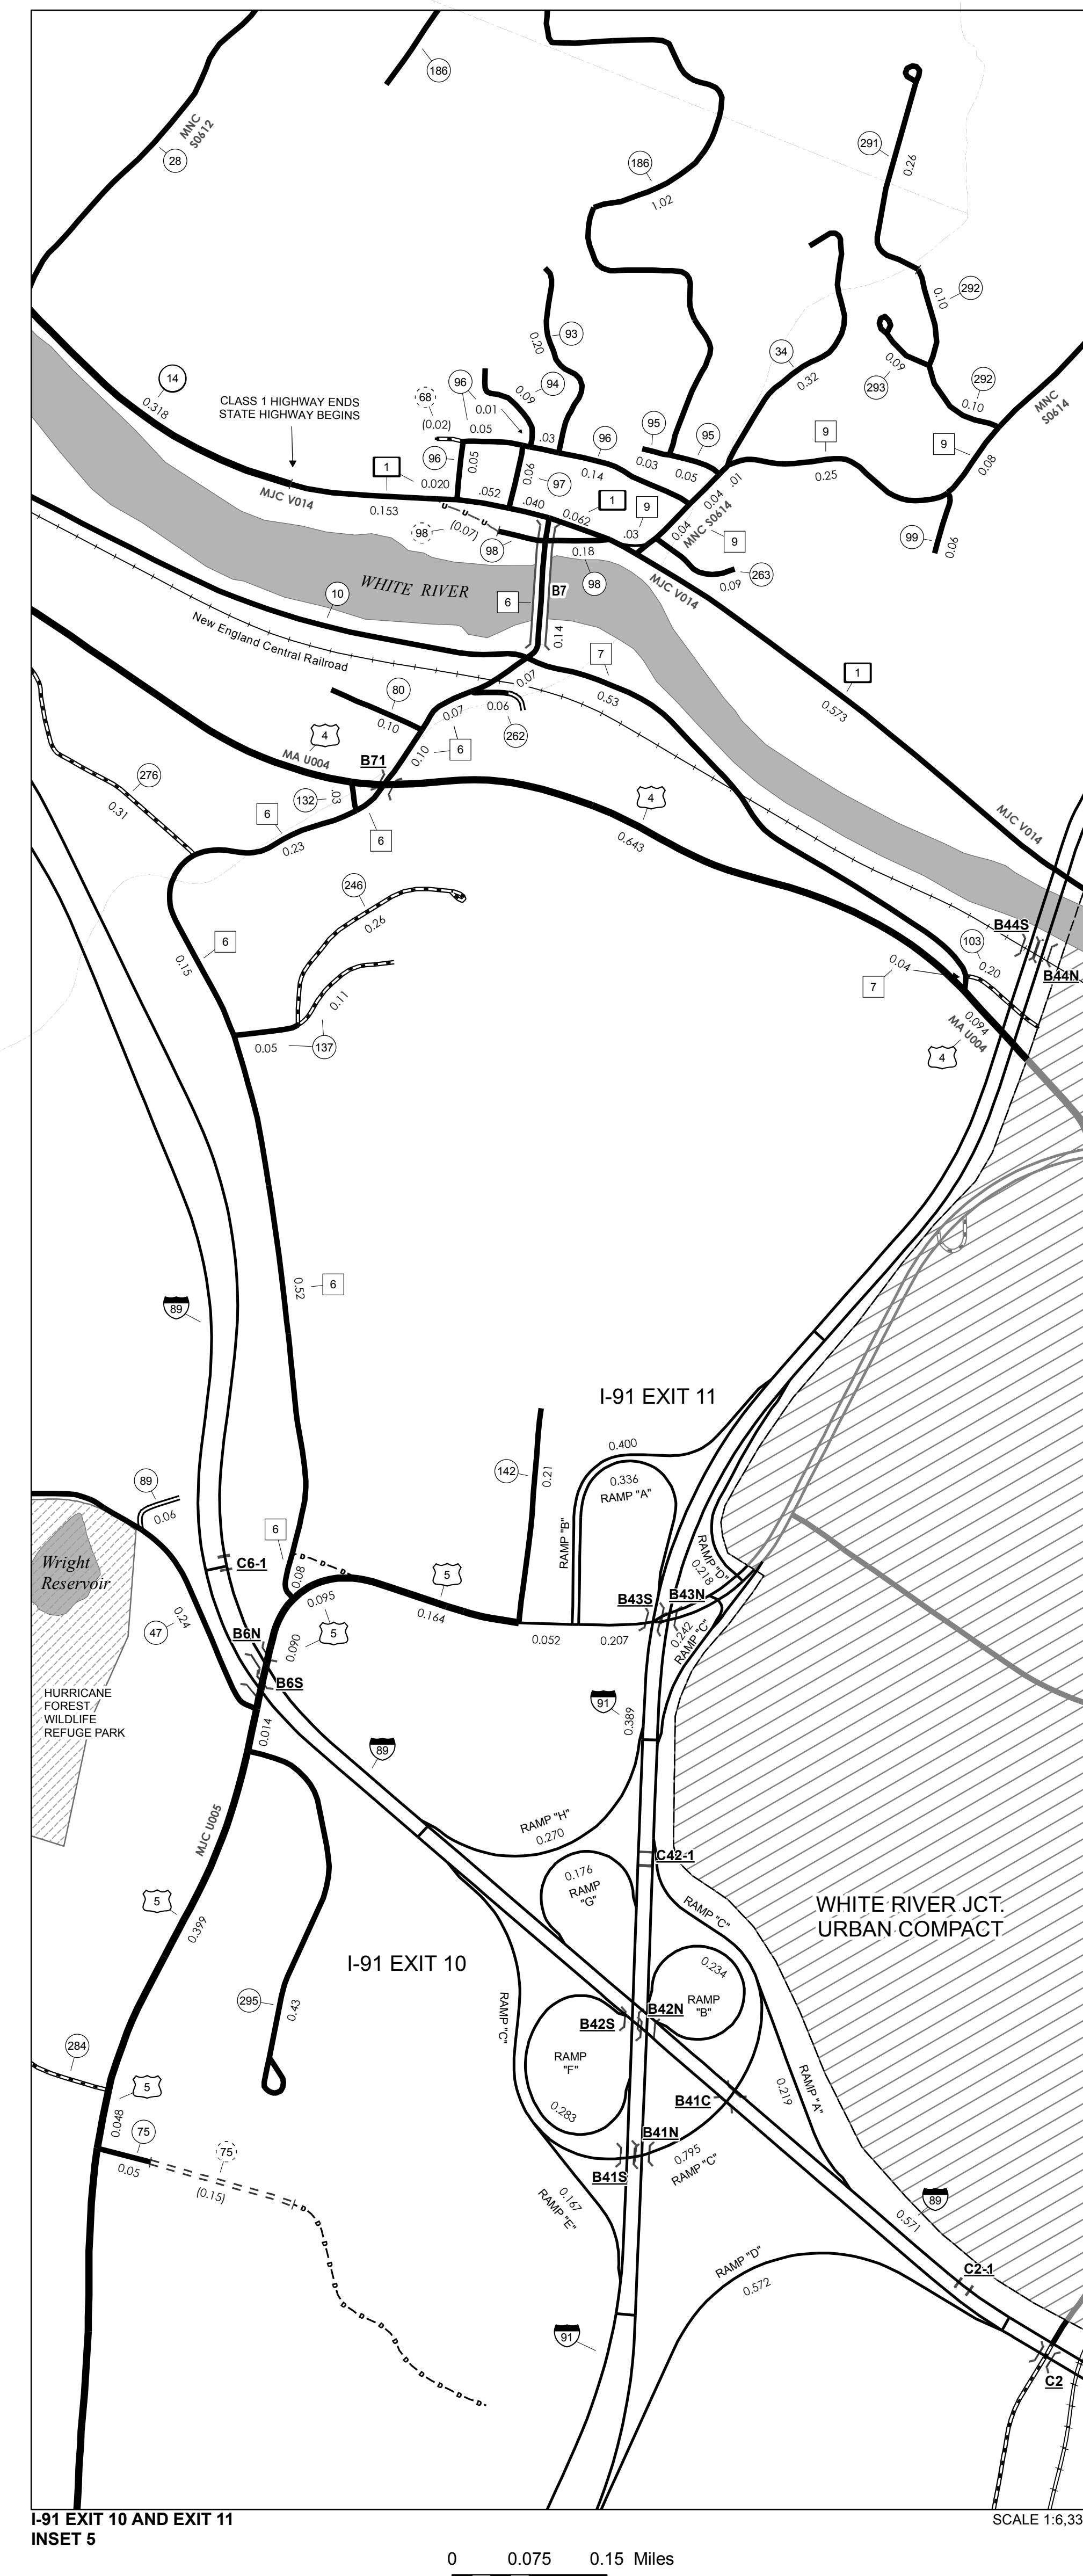 186
MNC
S0612
28
291
0.26
186
1.02
292
0.10
93
0.20
34
0.32
0.09
293
292
0.10
MNC
S0614
14
0.318
CLASS 1 HIGHWAY ENDS
STATE HIGHWAY BEGINS
96
0.01
0.09
94
68
(0.02)
0.05
.03
96
95
95
9
9
96
0.05
0.06
97
0.14
0.03
0.05
.01
0.25
0.08
1
0.020
.052
.040
1
0.062
9
0.04
0.04
MNC S0614
MJC V014
0.153
(0.07)
98
98
.03
9
99
0.06
0.18
98
263
0.09
WHITE RIVER
10
B7
6
MJC V014
New England Central Railroad
0.14
7
0.53
1
0.573
80
0.10
0.07
0.07
0.06
262
4
MA U004
B71
0.10
6
276
0.31
132
.03
6
6
0.23
4
0.643
MJC V014
246
0.26
6
0.15
0.11
0.05
137
B44S
103
0.20
B44N
0.04
7
0.094
MA U004
4
6
0.52
89
I-91 EXIT 11
0.400
0.336
RAMP "A"
142
0.21
RAMP "B"
89
0.06
6
Wright
Reservoir
C6-1
0.08
5
0.095
0.164
RAMP "D"
0.218
B43S
B43N
47
0.24
B6N
0.090
5
0.052
0.207
0.242
RAMP "C"
B6S
HURRICANE
FOREST
WILDLIFE
REFUGE PARK
0.014
91
0.389
89
MJC U005
RAMP "H"
0.270
C42-1
0.176
RAMP
"G"
RAMP "C"
WHITE RIVER JCT.
URBAN COMPACT
5
0.399
I-91 EXIT 10
0.234
RAMP
"B"
295
0.43
RAMP "C"
B42S
B42N
284
5
RAMP
"F"
0.283
B41C
0.219
RAMP "A"
0.048
75
0.05
75
(0.15)
B41N
B41S
0.795
RAMP "C"
0.167
RAMP "E"
89
0.571
RAMP "D"
0.572
C2-1
91
C2
I-91 EXIT 10 AND EXIT 11
INSET 5
SCALE 1:6,33
0 0.075 0.15 Miles